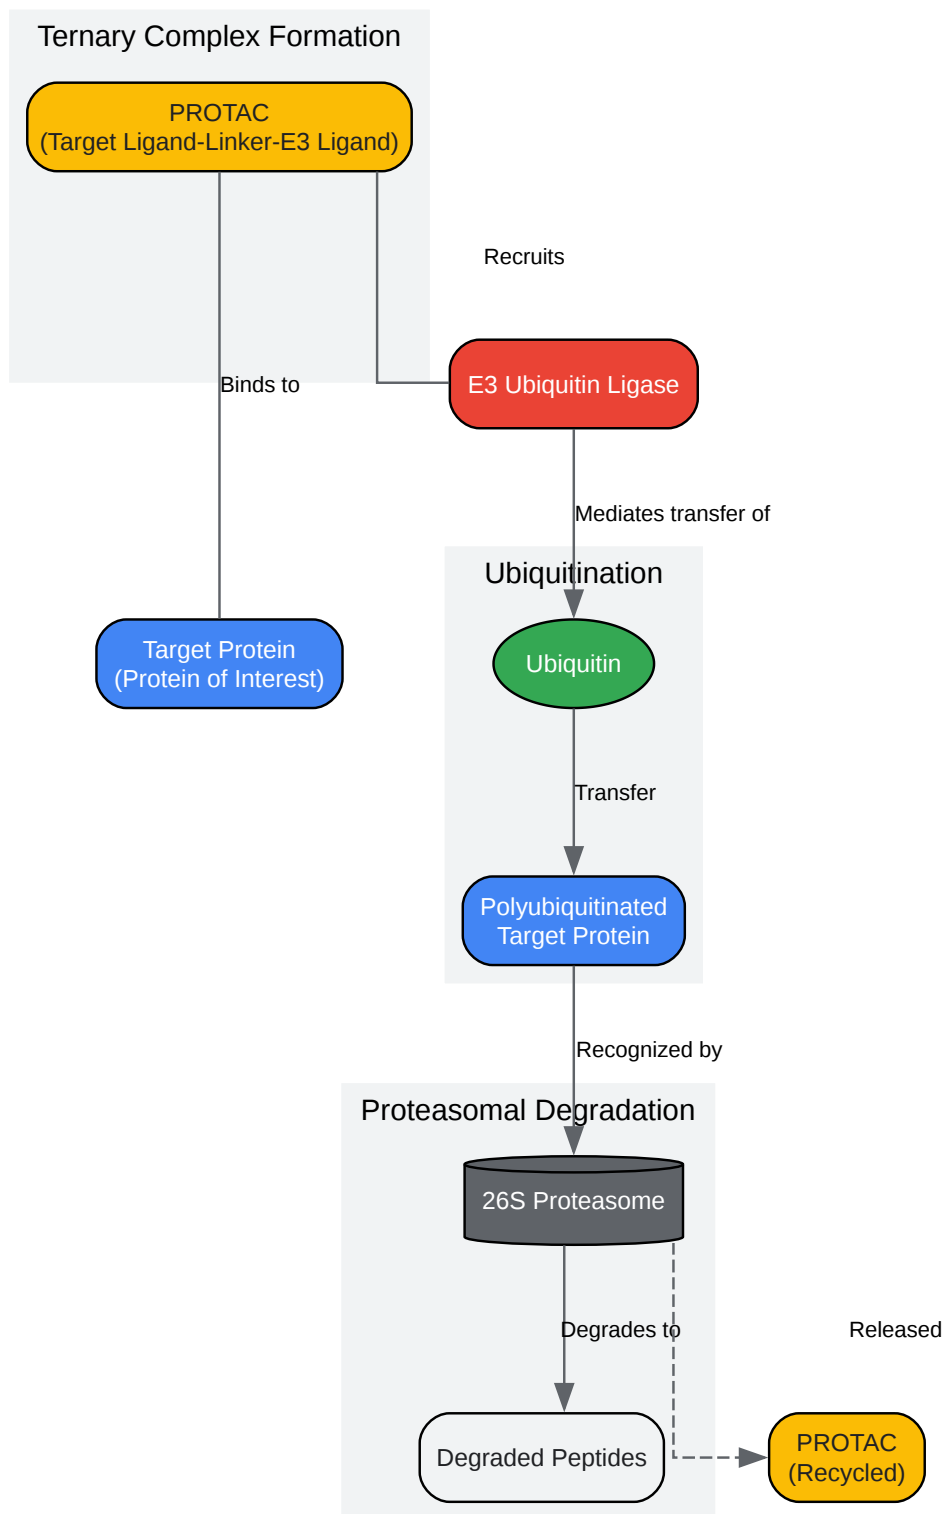 Ternary Complex Formation
PROTAC
(Target Ligand-Linker-E3 Ligand)
Recruits
Binds to
E3 Ubiquitin Ligase
Mediates transfer of
Ubiquitination
Target Protein
(Protein of Interest)
Ubiquitin
Transfer
Polyubiquitinated
Target Protein
Recognized by
Proteasomal Degradation
26S Proteasome
Degrades to
Released
Degraded Peptides
PROTAC
(Recycled)